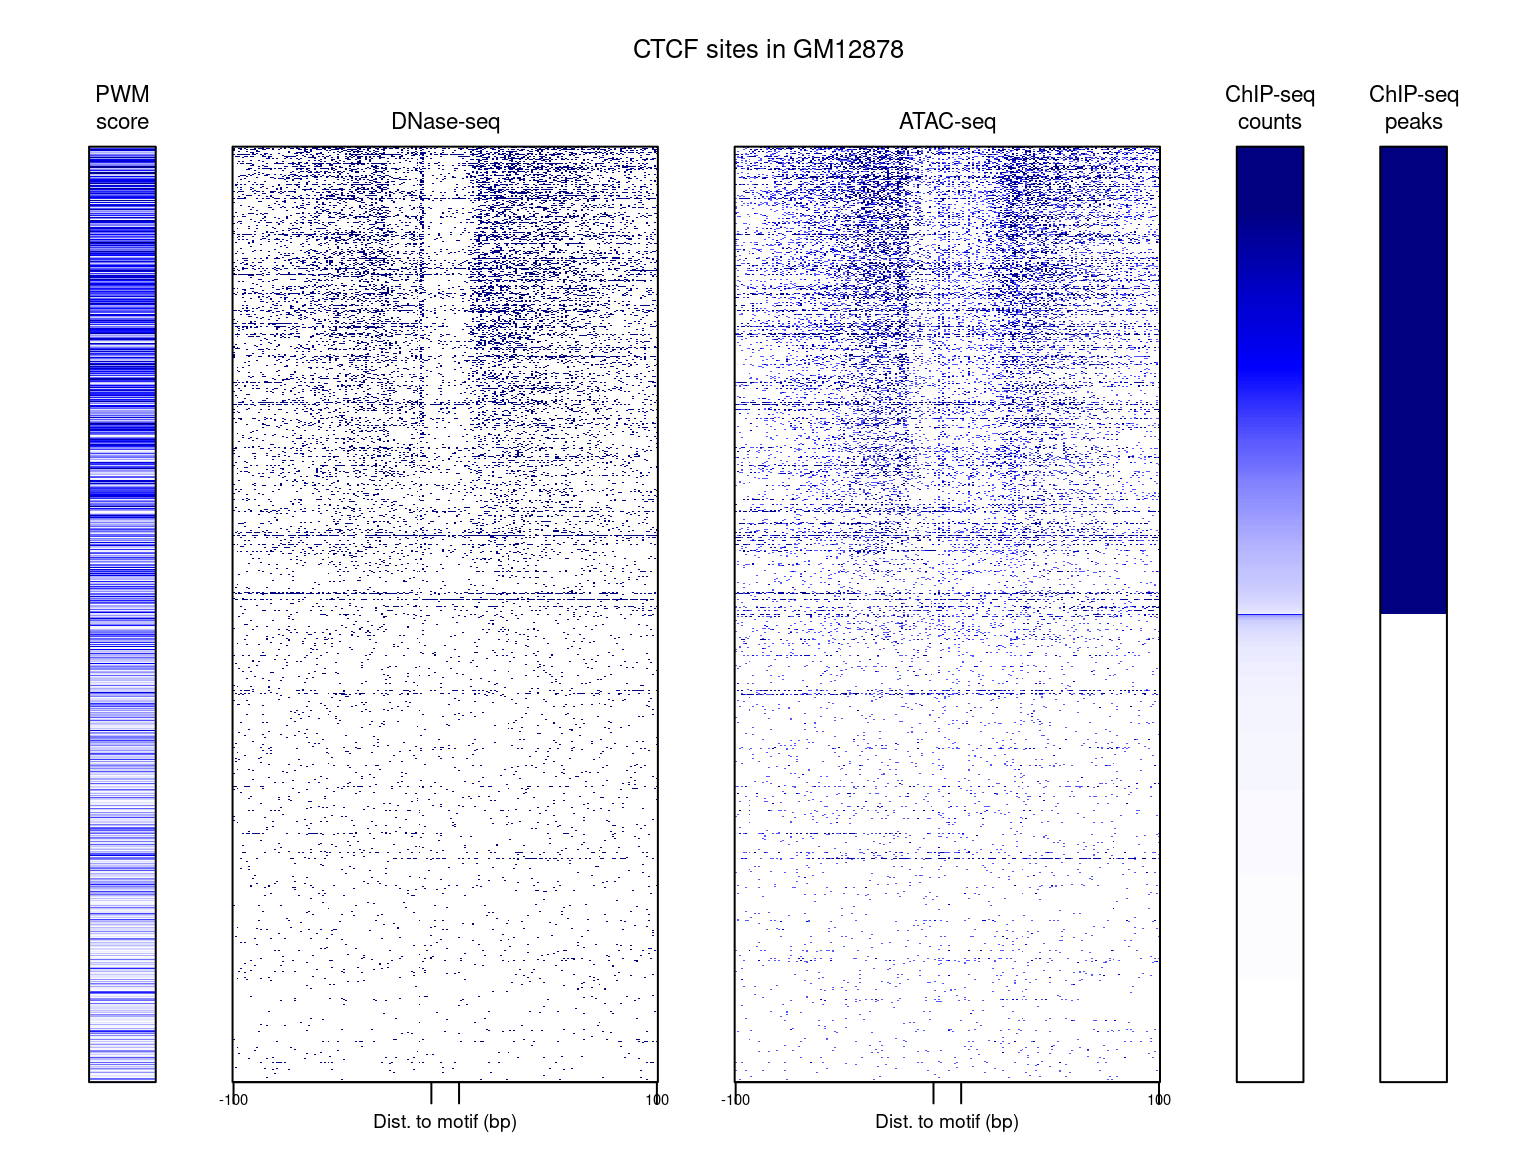 CTCF sites in GM12878
PWM
score
DNase-seq
ATAC-seq
ChIP-seq
counts
ChIP-seq
peaks
-100
100
Dist. to motif (bp)
-100
100
Dist. to motif (bp)